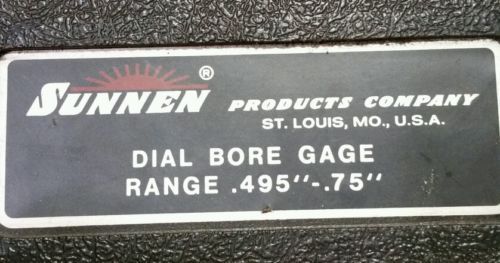 SUNNEN® PRODUCTS COMPANY
ST. LOUIS, MO., U.S.A.
DIAL BORE GAGE
RANGE .495"-.75"